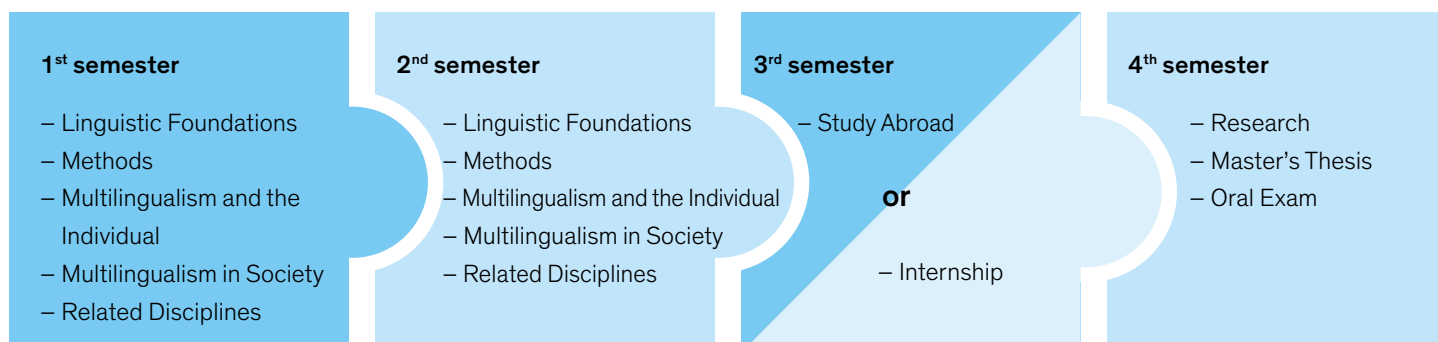 1st semester
– Linguistic Foundations
– Methods
– Multilingualism and the
Individual
– Multilingualism in Society
– Related Disciplines
2nd semester
– Linguistic Foundations
– Methods
– Multilingualism and the Individual
– Multilingualism in Society
– Related Disciplines
3rd semester
– Study Abroad
or
– Internship
4th semester
– Research
– Master’s Thesis
– Oral Exam